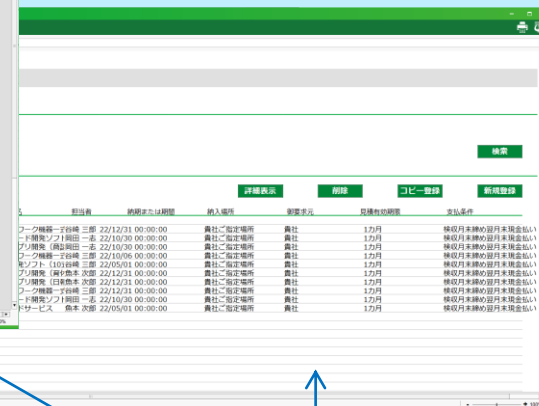 検索
詳細表示 削除 コピー登録 新規登録
担当者 納期または期間 納入場所 御要求元 見積有効期限 支払条件
ワーク機器一式谷崎 三郎 22/12/31 00:00:00 貴社ご指定場所 貴社 1カ月 検収月末締め翌月末現金払い
ード開発ソフト岡田 一志 22/10/30 00:00:00 貴社ご指定場所 貴社 1カ月 検収月末締め翌月末現金払い
プリ開発 岡田 一志 22/10/30 00:00:00 貴社ご指定場所 貴社 1カ月 検収月末締め翌月末現金払い
ワーク機器一式谷崎 三郎 22/10/06 00:00:00 貴社ご指定場所 貴社 1カ月 検収月末締め翌月末現金払い
発ソフト（10谷崎 三郎 22/05/01 00:00:00 貴社ご指定場所 貴社 1カ月 検収月末締め翌月末現金払い
プリ開発 魚本 次郎 22/12/31 00:00:00 貴社ご指定場所 貴社 1カ月 検収月末締め翌月末現金払い
プリ開発（日 魚本 次郎 22/12/31 00:00:00 貴社ご指定場所 貴社 1カ月 検収月末締め翌月末現金払い
ワーク機器一式谷崎 三郎 22/12/31 00:00:00 貴社ご指定場所 貴社 1カ月 検収月末締め翌月末現金払い
ード開発ソフト岡田 一志 22/10/30 00:00:00 貴社ご指定場所 貴社 1カ月 検収月末締め翌月末現金払い
ドサービス 魚本 次郎 22/05/01 00:00:00 貴社ご指定場所 貴社 1カ月 検収月末締め翌月末現金払い